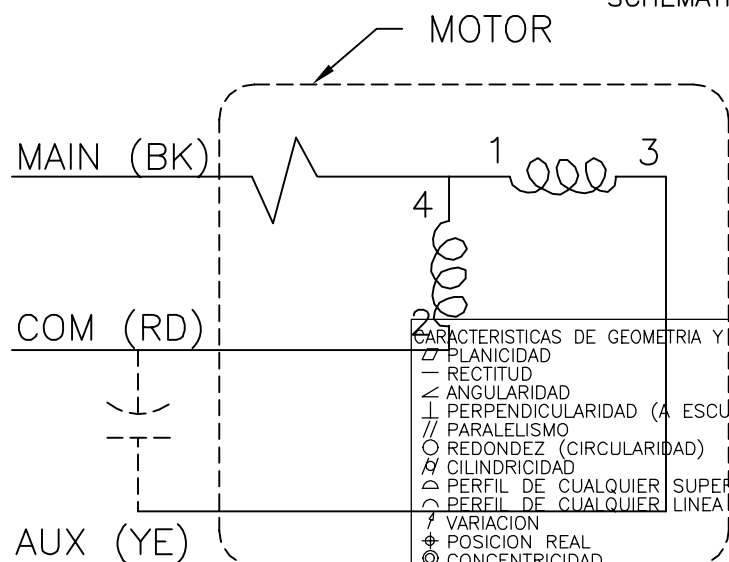 SCHEMATI
MOTOR
MAIN (BK)
1
3
4
2
COM (RD)
CARACTERISTICAS DE GEOMETRIA Y
PLANICIDAD
RECTITUD
ANGULARIDAD
PERPENDICULARIDAD (A ESCU
PARALELISMO
REDONDEZ (CIRCULARIDAD)
CILINDRICIDAD
PERFIL DE CUALQUIER SUPER
PERFIL DE CUALQUIER LINEA
VARIACION
POSICION REAL
CONCENTRICIDAD
AUX (YE)